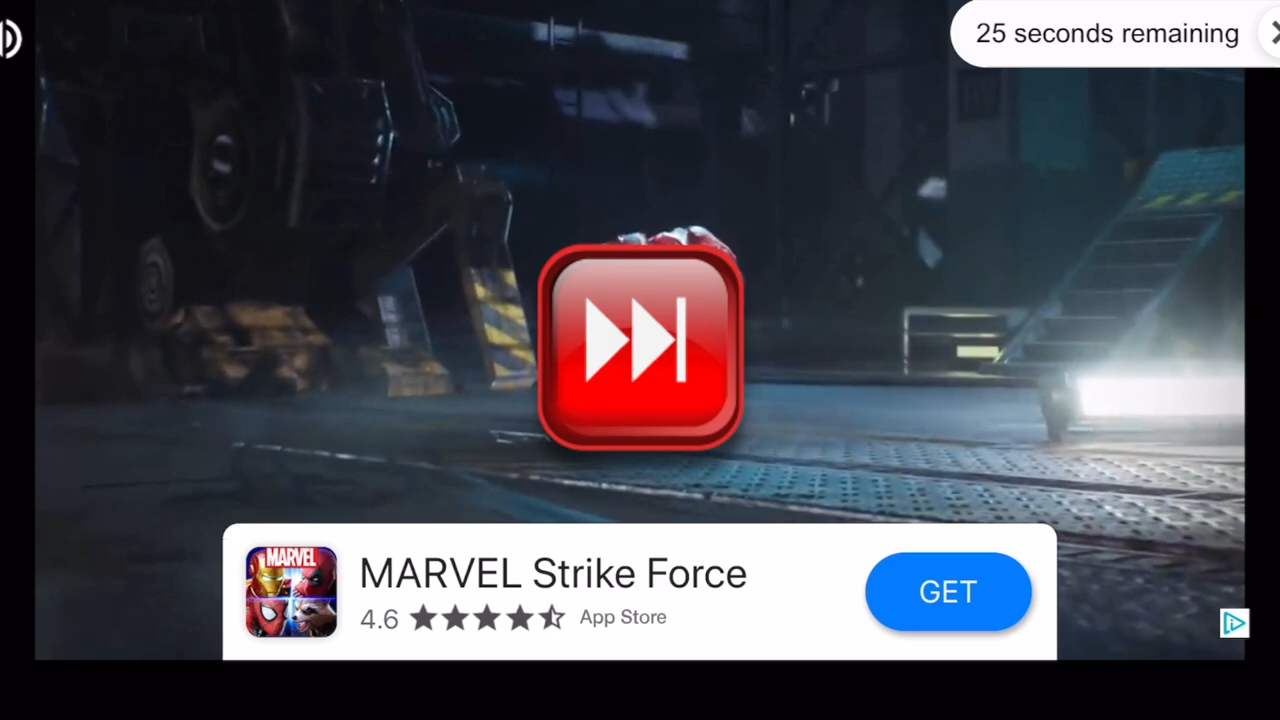 25 seconds remaining
MARVEL
MARVEL Strike Force
4.6
App Store
GET